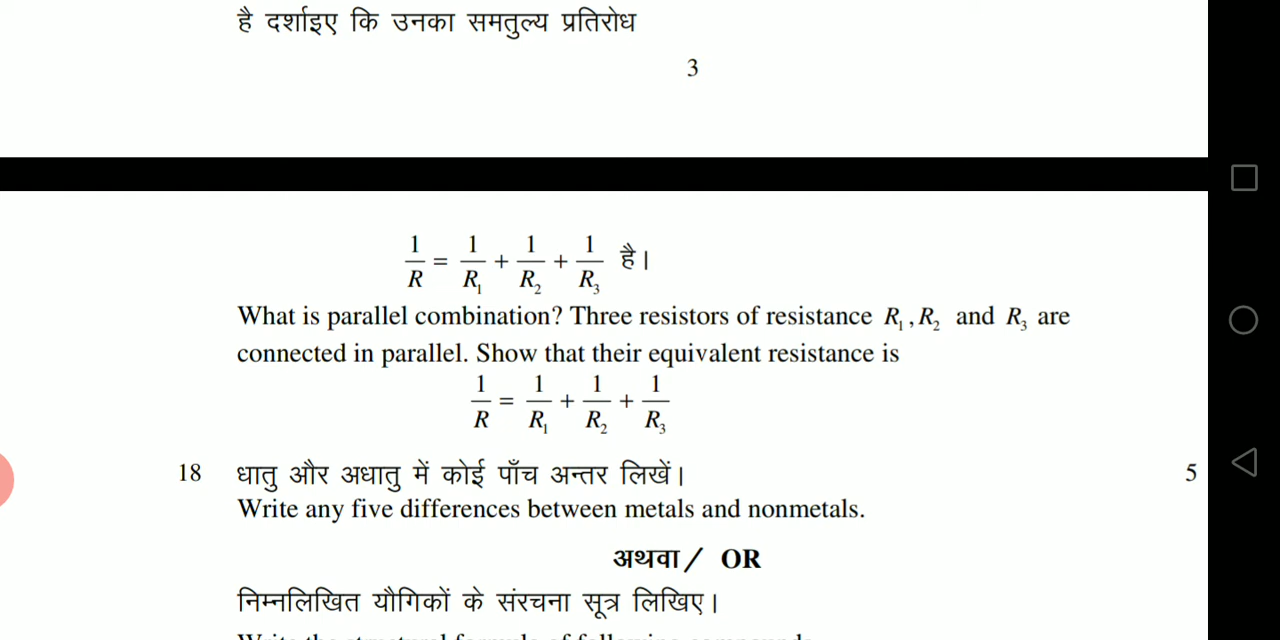 है दर्शाइए कि उनका समतुल्य प्रतिरोध
3
1/R = 1/R₁ + 1/R₂ + 1/R₃ है।
What is parallel combination? Three resistors of resistance R₁, R₂ and R₃ are
connected in parallel. Show that their equivalent resistance is
1/R = 1/R₁ + 1/R₂ + 1/R₃
18 धातु और अधातु में कोई पाँच अन्तर लिखें। 5
Write any five differences between metals and nonmetals.
अथवा / OR
निम्नलिखित यौगिकों के संरचना सूत्र लिखिए।